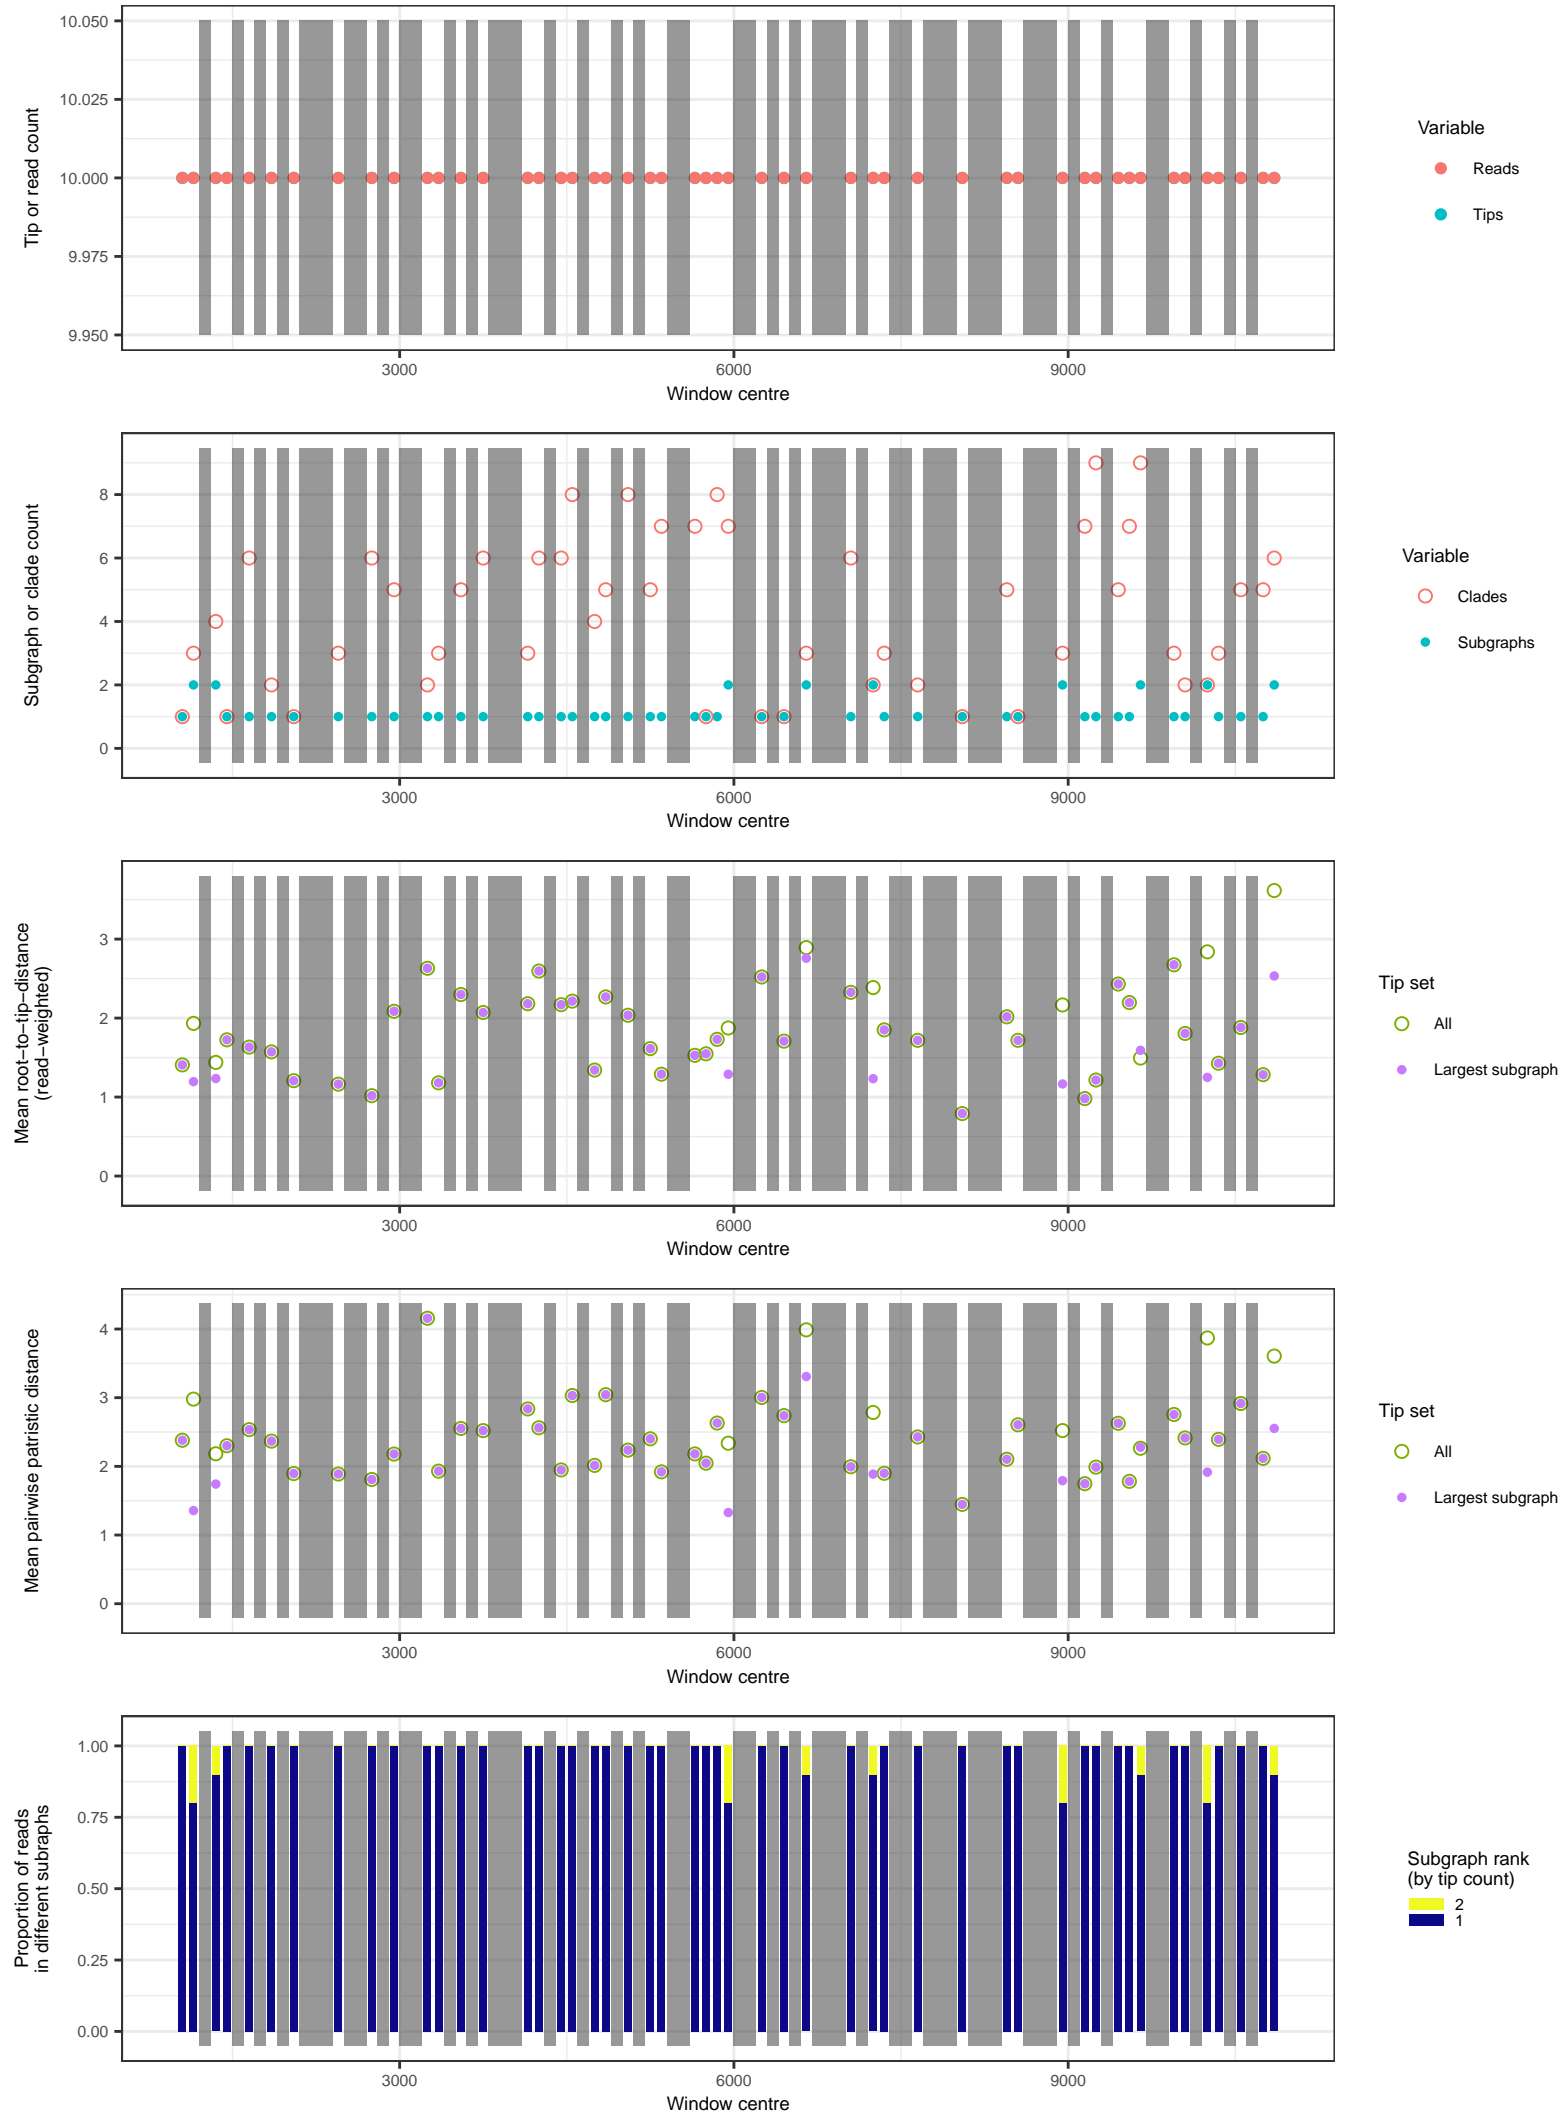 10.050
10.025
10.000
9.975
9.950
Tip or read count
3000
6000
9000
Window centre
Variable
Reads
Tips
8
6
4
2
0
Subgraph or clade count
3000
6000
9000
Window centre
Variable
Clades
Subgraphs
3
2
1
0
Mean root−to−tip−distance
(read−weighted)
3000
6000
9000
Window centre
Tip set
All
Largest subgraph
4
3
2
1
0
Mean pairwise patristic distance
3000
6000
9000
Window centre
Tip set
All
Largest subgraph
1.00
0.75
0.50
0.25
0.00
Proportion of reads
in different subraphs
3000
6000
9000
Window centre
Subgraph rank
(by tip count)
2
1